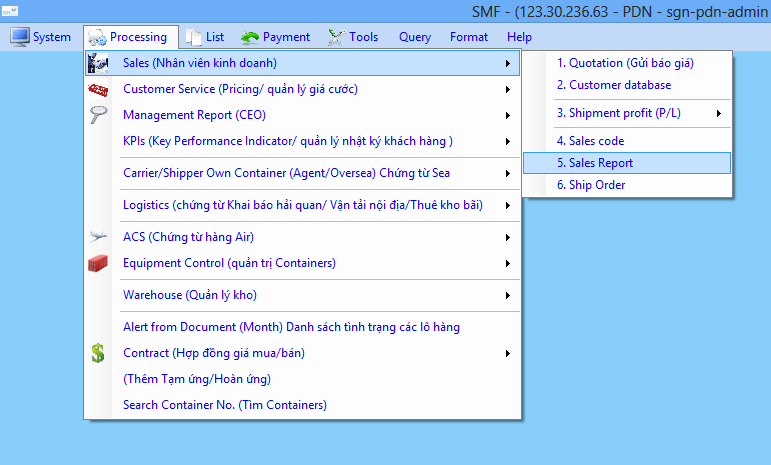 SMF - (123.30.236.63 - PDN - sgn-pdn-admin
System Processing List Payment Tools Query Format Help
Sales (Nhân viên kinh doanh)
Customer Service (Pricing/ quản lý giá cước)
Management Report (CEO)
KPIs (Key Performance Indicator/ quản lý nhật ký khách hàng )
Carrier/Shipper Own Container (Agent/Oversea) Chứng từ Sea
Logistics (chứng từ Khai báo hải quan/ Vận tải nội địa/Thuê kho bãi)
ACS (Chứng từ hàng Air)
Equipment Control (quản trị Containers)
Warehouse (Quản lý kho)
Alert from Document (Month) Danh sách tình trạng các lô hàng
Contract (Hợp đồng giá mua/bán)
(Thêm Tạm ứng/Hoàn ứng)
Search Container No. (Tìm Containers)
1. Quotation (Gửi báo giá)
2. Customer database
3. Shipment profit (P/L)
4. Sales code
5. Sales Report
6. Ship Order